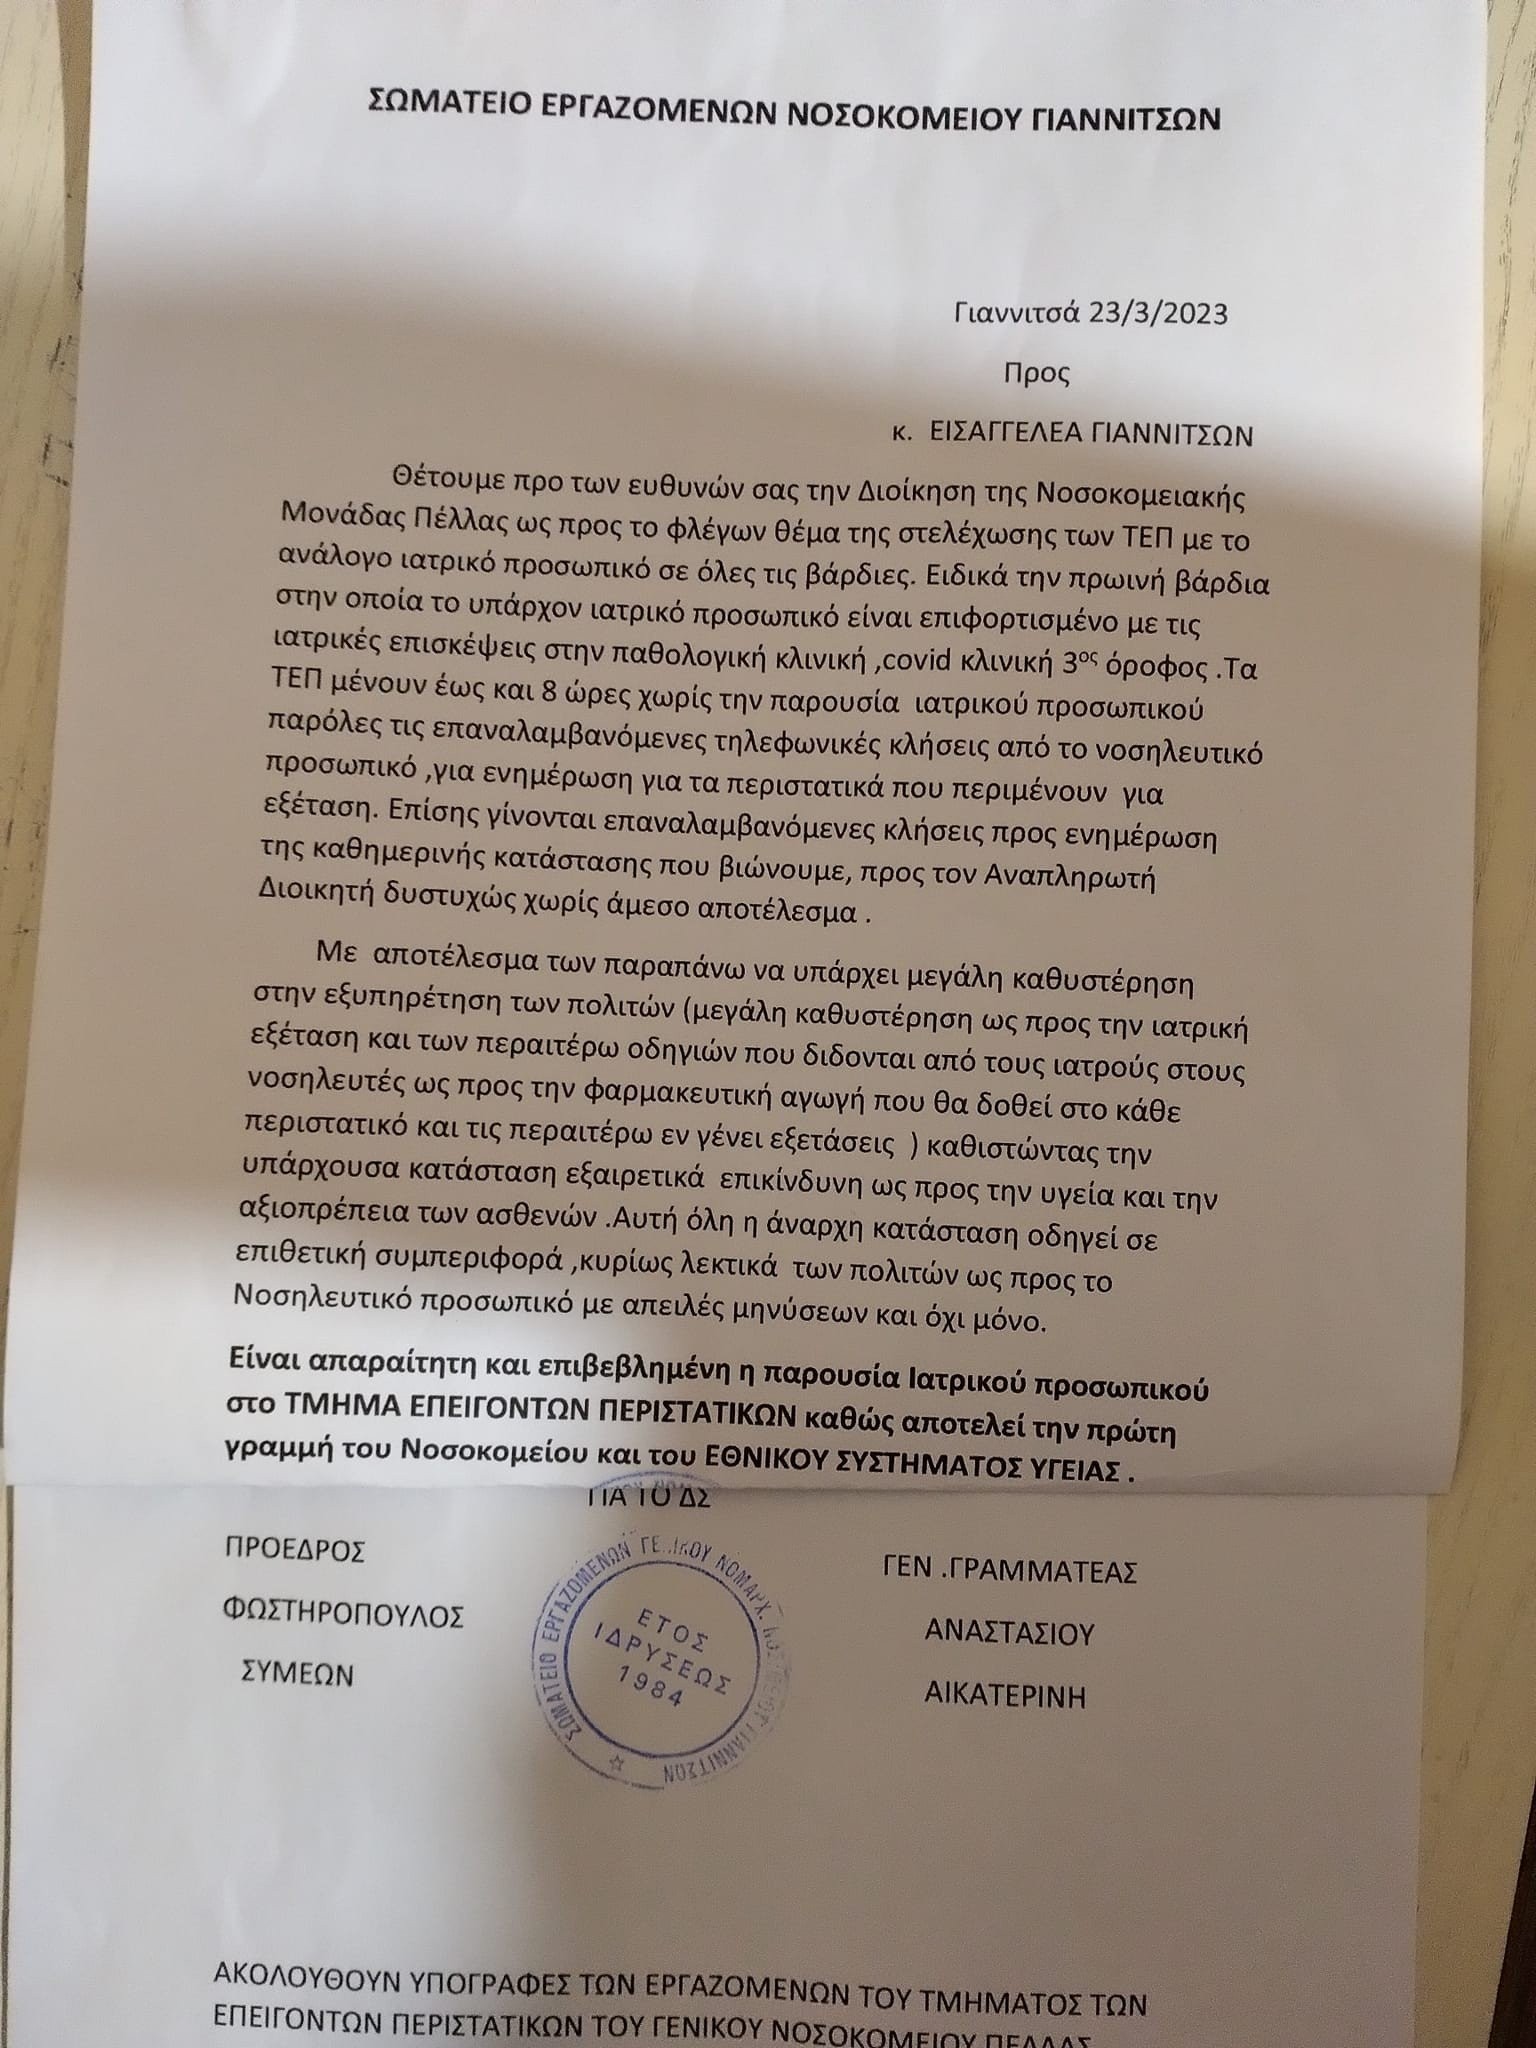 ΣΩΜΑΤΕΙΟ ΕΡΓΑΖΟΜΕΝΩΝ ΝΟΣΟΚΟΜΕΙΟΥ ΓΙΑΝΝΙΤΣΩΝ
Γιαννιτσά 23/3/2023
Προς
κ. ΕΙΣΑΓΓΕΛΕΑ ΓΙΑΝΝΙΤΣΩΝ
Θέτουμε προ των ευθυνών σας την Διοίκηση της Νοσοκομειακής
Μονάδας Πέλλας ως προς το φλέγων θέμα της στελέχωσης των ΤΕΠ με το
ανάλογο ιατρικό προσωπικό σε όλες τις βάρδιες. Ειδικά την πρωινή βάρδια
στην οποία το υπάρχον ιατρικό προσωπικό είναι επιφορτισμένο με τις
ιατρικές επισκέψεις στην παθολογική κλινική ,covid κλινική 3ος όροφος .Τα
ΤΕΠ μένουν έως και 8 ώρες χωρίς την παρουσία ιατρικού προσωπικού
παρόλες τις επαναλαμβανόμενες τηλεφωνικές κλήσεις από το νοσηλευτικό
προσωπικό ,για ενημέρωση για τα περιστατικά που περιμένουν για
εξέταση. Επίσης γίνονται επαναλαμβανόμενες κλήσεις προς ενημέρωση
της καθημερινής κατάστασης που βιώνουμε, προς τον Αναπληρωτή
Διοικητή δυστυχώς χωρίς άμεσο αποτέλεσμα .
Με αποτέλεσμα των παραπάνω να υπάρχει μεγάλη καθυστέρηση
στην εξυπηρέτηση των πολιτών (μεγάλη καθυστέρηση ως προς την ιατρική
εξέταση και των περαιτέρω οδηγιών που διδονται από τους ιατρούς στους
νοσηλευτές ως προς την φαρμακευτική αγωγή που θα δοθεί στο κάθε
περιστατικό και τις περαιτέρω εν γένει εξετάσεις ) καθιστώντας την
υπάρχουσα κατάσταση εξαιρετικά επικίνδυνη ως προς την υγεία και την
αξιοπρέπεια των ασθενών .Αυτή όλη η άναρχη κατάσταση οδηγεί σε
επιθετική συμπεριφορά ,κυρίως λεκτικά των πολιτών ως προς το
Νοσηλευτικό προσωπικό με απειλές μηνύσεων και όχι μόνο.
Είναι απαραίτητη και επιβεβλημένη η παρουσία Ιατρικού προσωπικού
στο ΤΜΗΜΑ ΕΠΕΙΓΟΝΤΩΝ ΠΕΡΙΣΤΑΤΙΚΩΝ καθώς αποτελεί την πρώτη
γραμμή του Νοσοκομείου και του ΕΘΝΙΚΟΥ ΣΥΣΤΗΜΑΤΟΣ ΥΓΕΙΑΣ .
ΓΙΑ ΤΟ ΔΣ
ΠΡΟΕΔΡΟΣ ΓΕΝ .ΓΡΑΜΜΑΤΕΑΣ
ΦΩΣΤΗΡΟΠΟΥΛΟΣ ΑΝΑΣΤΑΣΙΟΥ
ΣΥΜΕΩΝ ΑΙΚΑΤΕΡΙΝΗ
ΣΩΜΑΤΕΙΟ ΕΡΓΑΖΟΜΕΝΩΝ ΝΟΜΑΡΧ. ΓΙΑΝΝΙΤΣΩΝ
ΕΤΟΣ
ΙΔΡΥΣΕΩΣ
1984
ΑΚΟΛΟΥΘΟΥΝ ΥΠΟΓΡΑΦΕΣ ΤΩΝ ΕΡΓΑΖΟΜΕΝΩΝ ΤΟΥ ΤΜΗΜΑΤΟΣ ΤΩΝ
ΕΠΕΙΓΟΝΤΩΝ ΠΕΡΙΣΤΑΤΙΚΩΝ ΤΟΥ ΓΕΝΙΚΟΥ ΝΟΣΟΚΟΜΕΙΟΥ ΠΕΛΛΑΣ